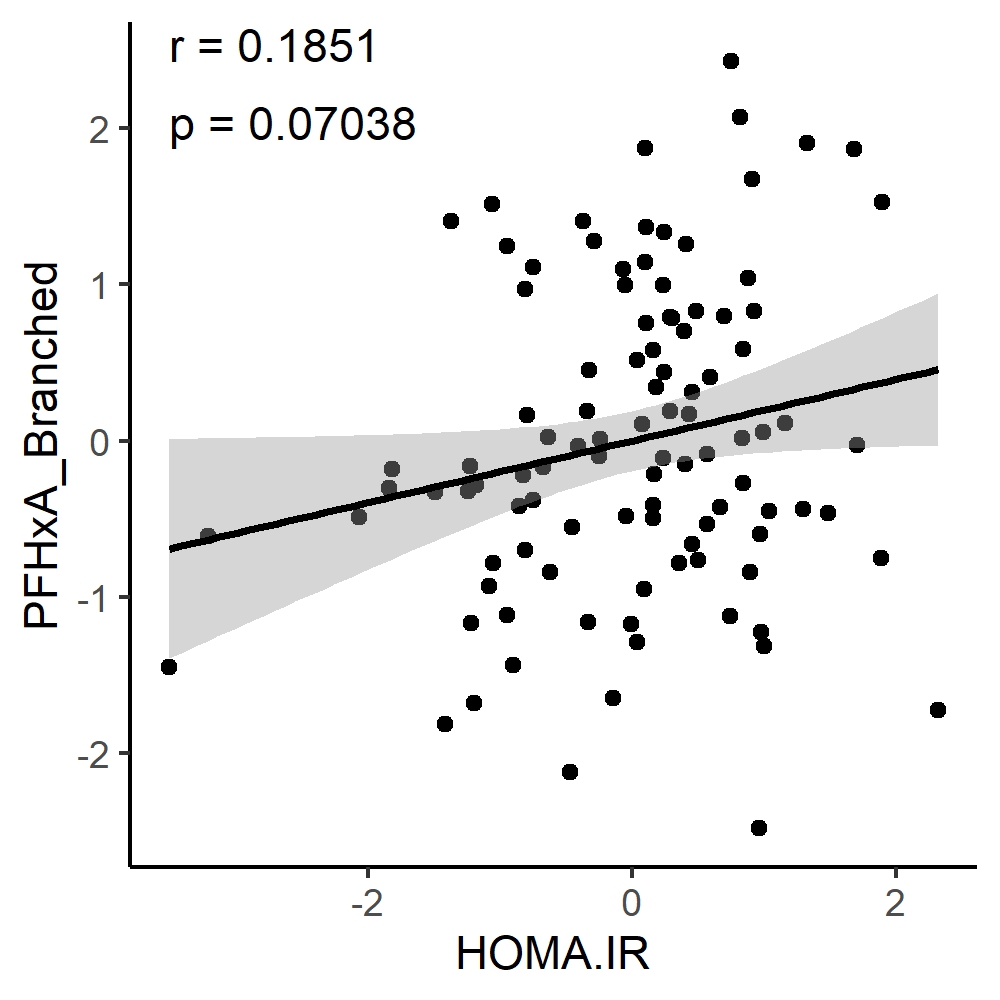 r = 0.1851
p = 0.07038
2
1
0
-1
-2
PFHxA_Branched
-2
0
2
HOMA.IR